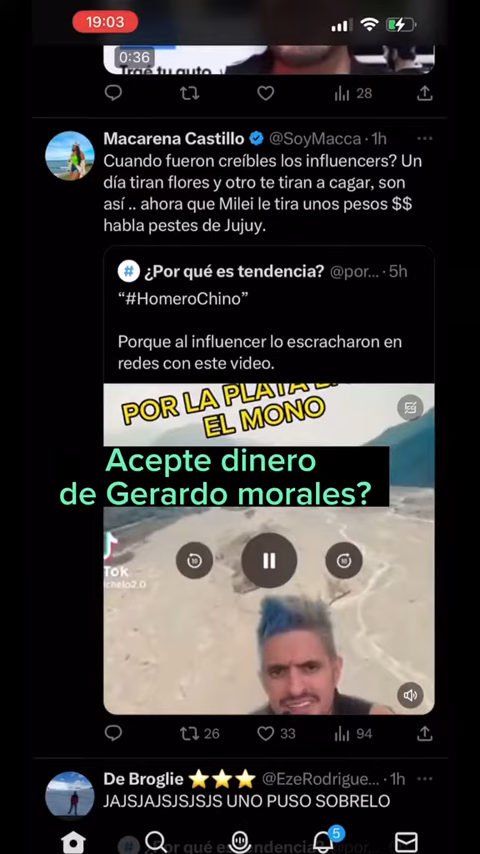 19:03
0:36
28
Macarena Castillo @SoyMacca · 1h
Cuando fueron creíbles los influencers? Un
día tiran flores y otro te tiran a cagar, son
así .. ahora que Milei le tira unos pesos $$
habla pestes de Jujuy.
# ¿Por qué es tendencia? @por... · 5h
“#HomeroChino”
Porque al influencer lo escracharon en
redes con este video.
POR LA PLATA
EL MONO
Acepte dinero
de Gerardo morales?
10
10
Tok
chelo2.0
26 33 94
De Broglie ⭐⭐⭐ @EzeRodrigue... · 1h
JAJSJAJSJSJSJS UNO PUSO SOBRELO
5